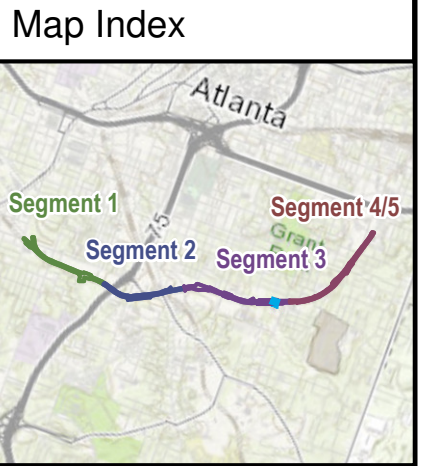 Map Index
Atlanta
Segment 1
75
Segment 4/5
Segment 2
Grant
Segment 3